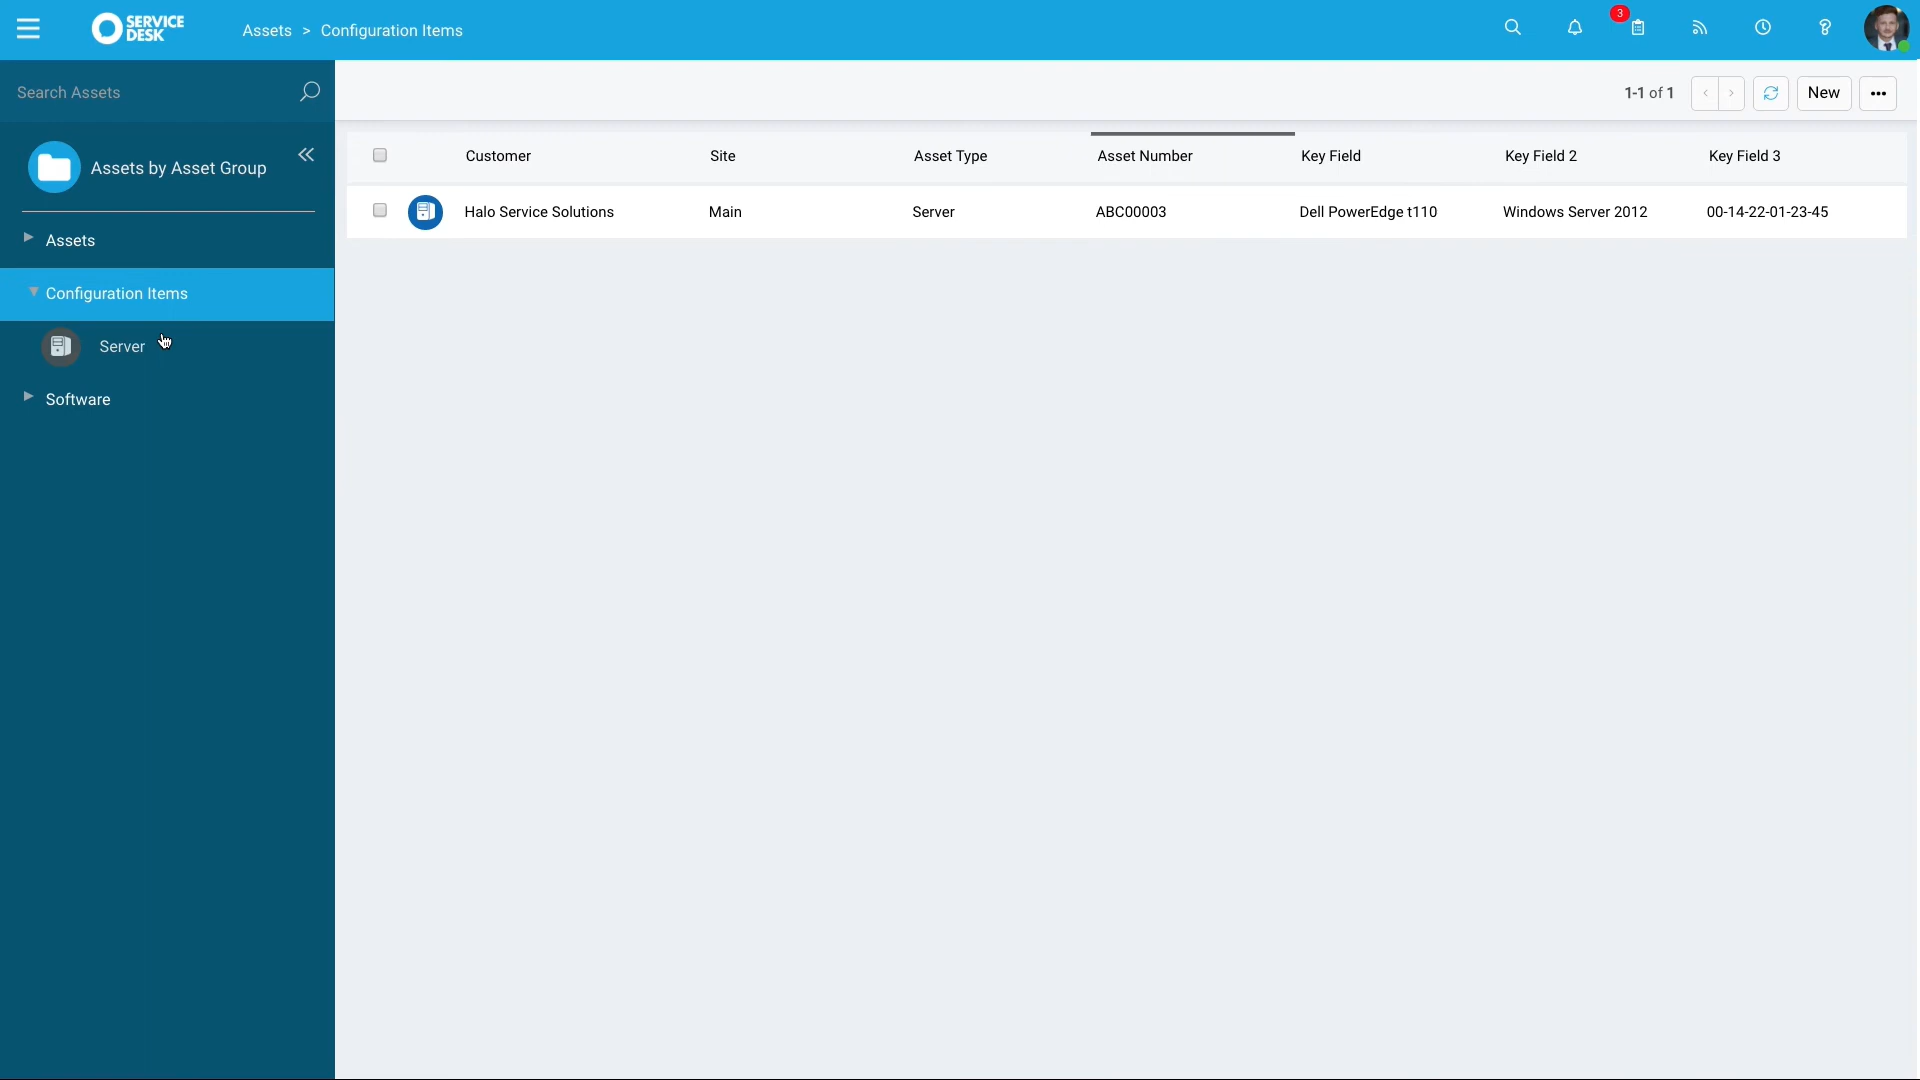 SERVICE
DESK
Assets > Configuration Items
3
Search Assets
1-1 of 1
New
Assets by Asset Group
Customer Site Asset Type Asset Number Key Field Key Field 2 Key Field 3
Halo Service Solutions Main Server ABC00003 Dell PowerEdge t110 Windows Server 2012 00-14-22-01-23-45
Assets
Configuration Items
Server
Software